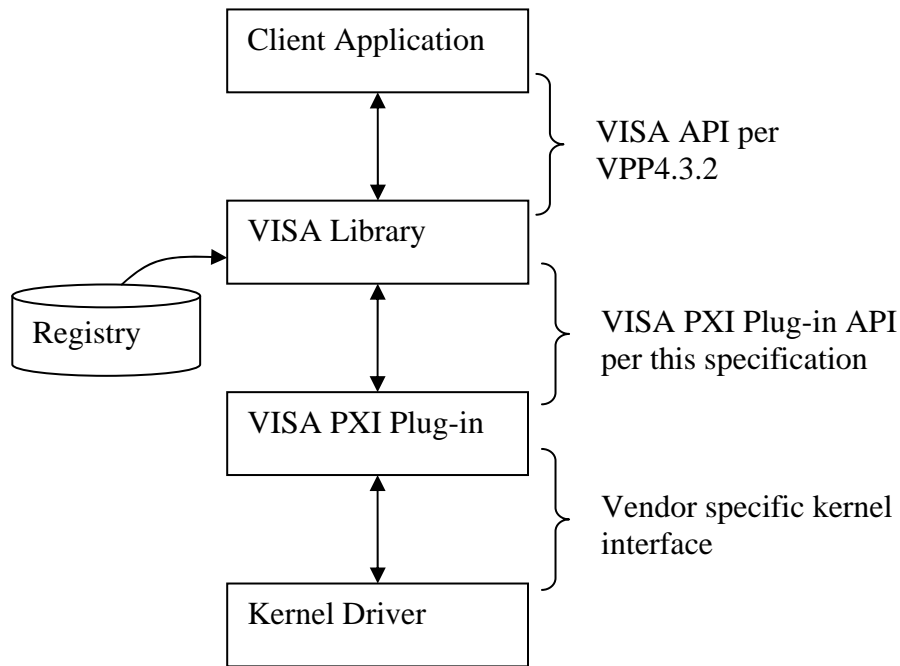 Client Application
VISA API per
VPP4.3.2
VISA Library
Registry
VISA PXI Plug-in API
per this specification
VISA PXI Plug-in
Vendor specific kernel
interface
Kernel Driver